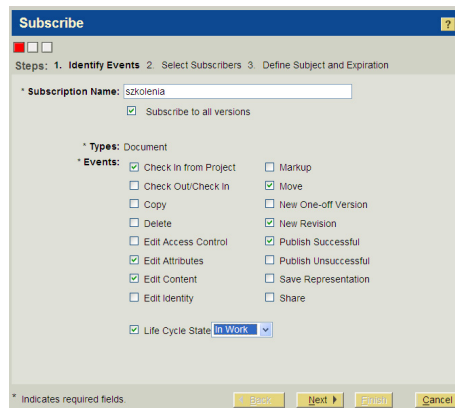 Subscribe
?
Steps: 1. Identify Events 2. Select Subscribers 3. Define Subject and Expiration
* Subscription Name: szkolenia
Subscribe to all versions
* Types: Document
* Events:
Check In from Project Markup
Check Out/Check In Move
Copy New One-off Version
Delete New Revision
Edit Access Control Publish Successful
Edit Attributes Publish Unsuccessful
Edit Content Save Representation
Edit Identity Share
Life Cycle State In Work
* Indicates required fields. Back Next Finish Cancel